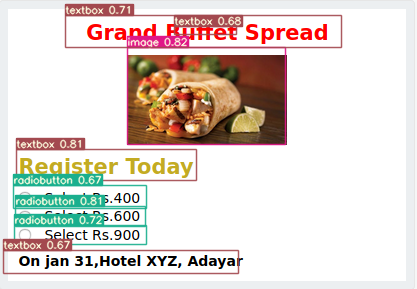 textbox 0.71
textbox 0.68
Grand Buffet Spread
image 0.82
textbox 0.81
Register Today
radiobutton 0.67
Select Rs.400
radiobutton 0.81
Select Rs.600
radiobutton 0.72
Select Rs.900
textbox 0.67
On jan 31,Hotel XYZ, Adayar